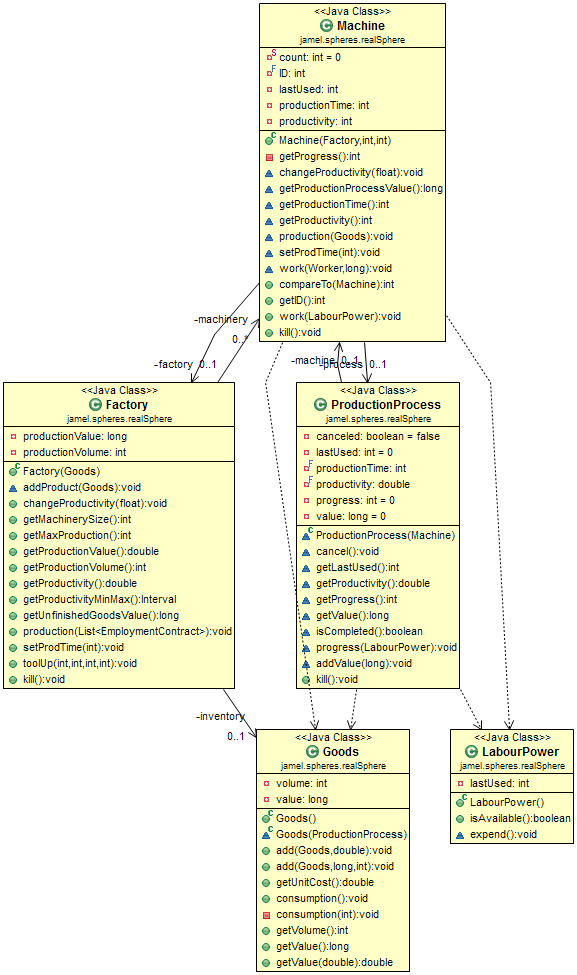 <<Java Class>>
Machine
jamel.spheres.realSphere
count: int = 0
ID: int
lastUsed: int
productionTime: int
productivity: int
Machine(Factory,int,int)
getProgress():int
changeProductivity(float):void
getProductionProcessValue():long
getProductionTime():int
getProductivity():int
production(Goods):void
setProdTime(int):void
work(Worker,long):void
compareTo(Machine):int
getID():int
work(LabourPower):void
kill():void
-machinery
0..*
-factory 0..1
-machine 0..1
-process 0..1
<<Java Class>>
Factory
jamel.spheres.realSphere
productionValue: long
productionVolume: int
Factory(Goods)
addProduct(Goods):void
changeProductivity(float):void
getMachinerySize():int
getMaxProduction():int
getProductionValue():double
getProductionVolume():int
getProductivity():double
getProductivityMinMax():Interval
getUnfinishedGoodsValue():long
production(List<EmploymentContract>):void
setProdTime(int):void
toolUp(int,int,int,int):void
kill():void
<<Java Class>>
ProductionProcess
jamel.spheres.realSphere
canceled: boolean = false
lastUsed: int = 0
productionTime: int
productivity: double
progress: int = 0
value: long = 0
ProductionProcess(Machine)
cancel():void
getLastUsed():int
getProductivity():double
getProgress():int
getValue():long
isCompleted():boolean
progress(LabourPower):void
addValue(long):void
kill():void
-inventory
0..1
<<Java Class>>
Goods
jamel.spheres.realSphere
volume: int
value: long
Goods()
Goods(ProductionProcess)
add(Goods,double):void
add(Goods,long,int):void
getUnitCost():double
consumption():void
consumption(int):void
getVolume():int
getValue():long
getValue(double):double
<<Java Class>>
LabourPower
jamel.spheres.realSphere
lastUsed: int
LabourPower()
isAvailable():boolean
expend():void